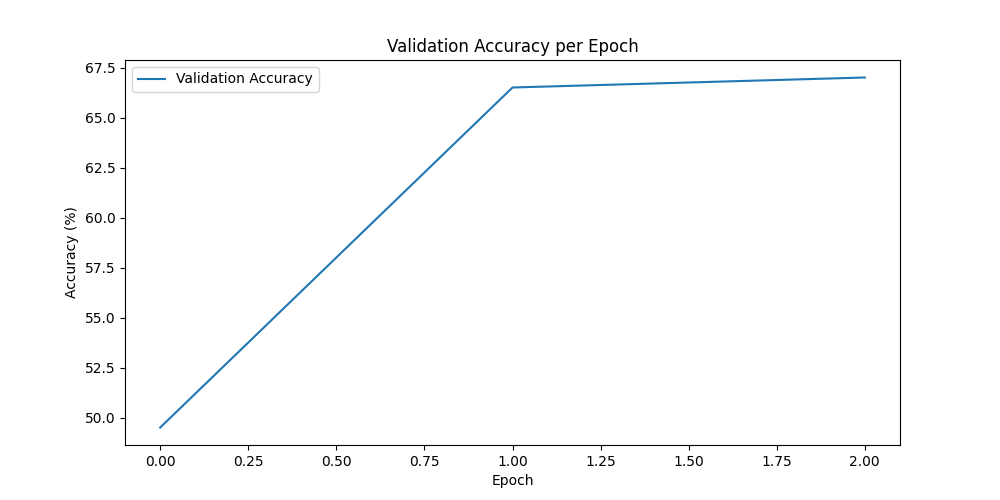 Validation Accuracy per Epoch
Validation Accuracy
67.5
65.0
62.5
60.0
57.5
55.0
52.5
50.0
Accuracy (%)
0.00 0.25 0.50 0.75 1.00 1.25 1.50 1.75 2.00
Epoch